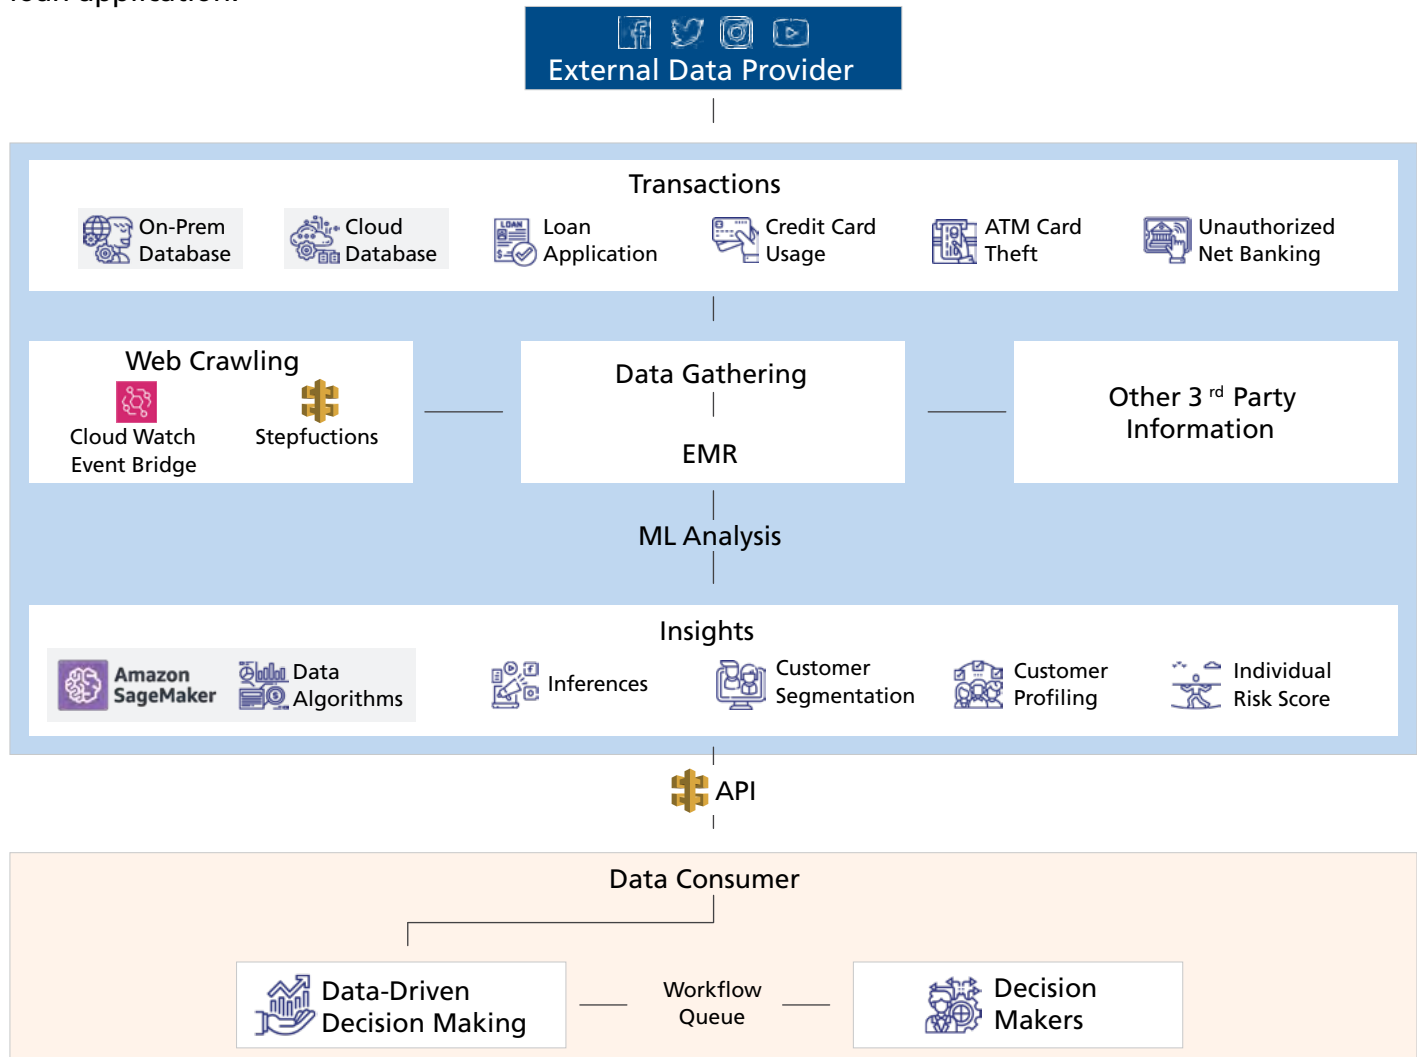 loan application.
External Data Provider
Transactions
On-Prem
Database
Cloud
Database
LOAN
Loan
Application
Credit Card
Usage
ATM Card
Theft
Unauthorized
Net Banking
Web Crawling
Cloud Watch
Event Bridge
Stepfuctions
Data Gathering
EMR
Other 3 rd Party
Information
ML Analysis
Insights
Amazon
SageMaker
Data
Algorithms
Inferences
Customer
Segmentation
Customer
Profiling
Individual
Risk Score
API
Data Consumer
Data-Driven
Decision Making
Workflow
Queue
Decision
Makers